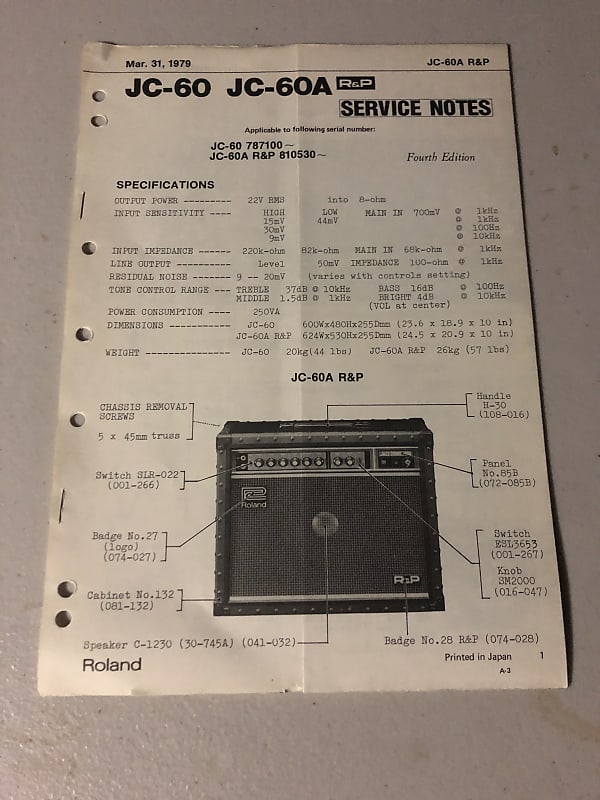 Mar. 31, 1979 JC-60A R&P
JC-60 JC-60A R&P
SERVICE NOTES
Applicable to following serial number:
JC-60 787100~
JC-60A R&P 810530~
Fourth Edition
SPECIFICATIONS
OUTPUT POWER --------- 22V RMS into 8-ohm
INPUT SENSITIVITY ---- HIGH LOW MAIN IN 700mV @ 1kHz
15mV 44mV @ 1kHz
30mV @ 100Hz
9mV @ 10kHz
INPUT IMPEDANCE ------ 220k-ohm 82k-ohm MAIN IN 68k-ohm @ 1kHz
LINE OUTPUT ---------- Level 50mV IMPEDANCE 100-ohm @ 1kHz
RESIDUAL NOISE ------- 9 -- 20mV (varies with controls setting)
TONE CONTROL RANGE --- TREBLE 37dB @ 10kHz BASS 16dB @ 100Hz
MIDDLE 1.5dB @ 1kHz BRIGHT 4dB @ 10kHz
(VOL at center)
POWER CONSUMPTION ---- 250VA
DIMENSIONS ----------- JC-60 600Wx480Hx255Dmm (23.6 x 18.9 x 10 in)
JC-60A R&P 624Wx530Hx255Dmm (24.5 x 20.9 x 10 in)
WEIGHT --------------- JC-60 20kg(44 lbs) JC-60A R&P 26kg (57 lbs)
JC-60A R&P
CHASSIS REMOVAL
SCREWS
5 x 45mm truss
Handle
H-30
(108-016)
Switch SLR-022
(001-266)
Panel
No.85B
(072-085B)
Roland
Badge No.27
(logo)
(074-027)
Switch
ESL3653
(001-267)
Knob
SM2000
(016-047)
R&P
Cabinet No.132
(081-132)
Speaker C-1230 (30-745A) (041-032)
Badge No.28 R&P (074-028)
Roland
Printed in Japan 1
A-3